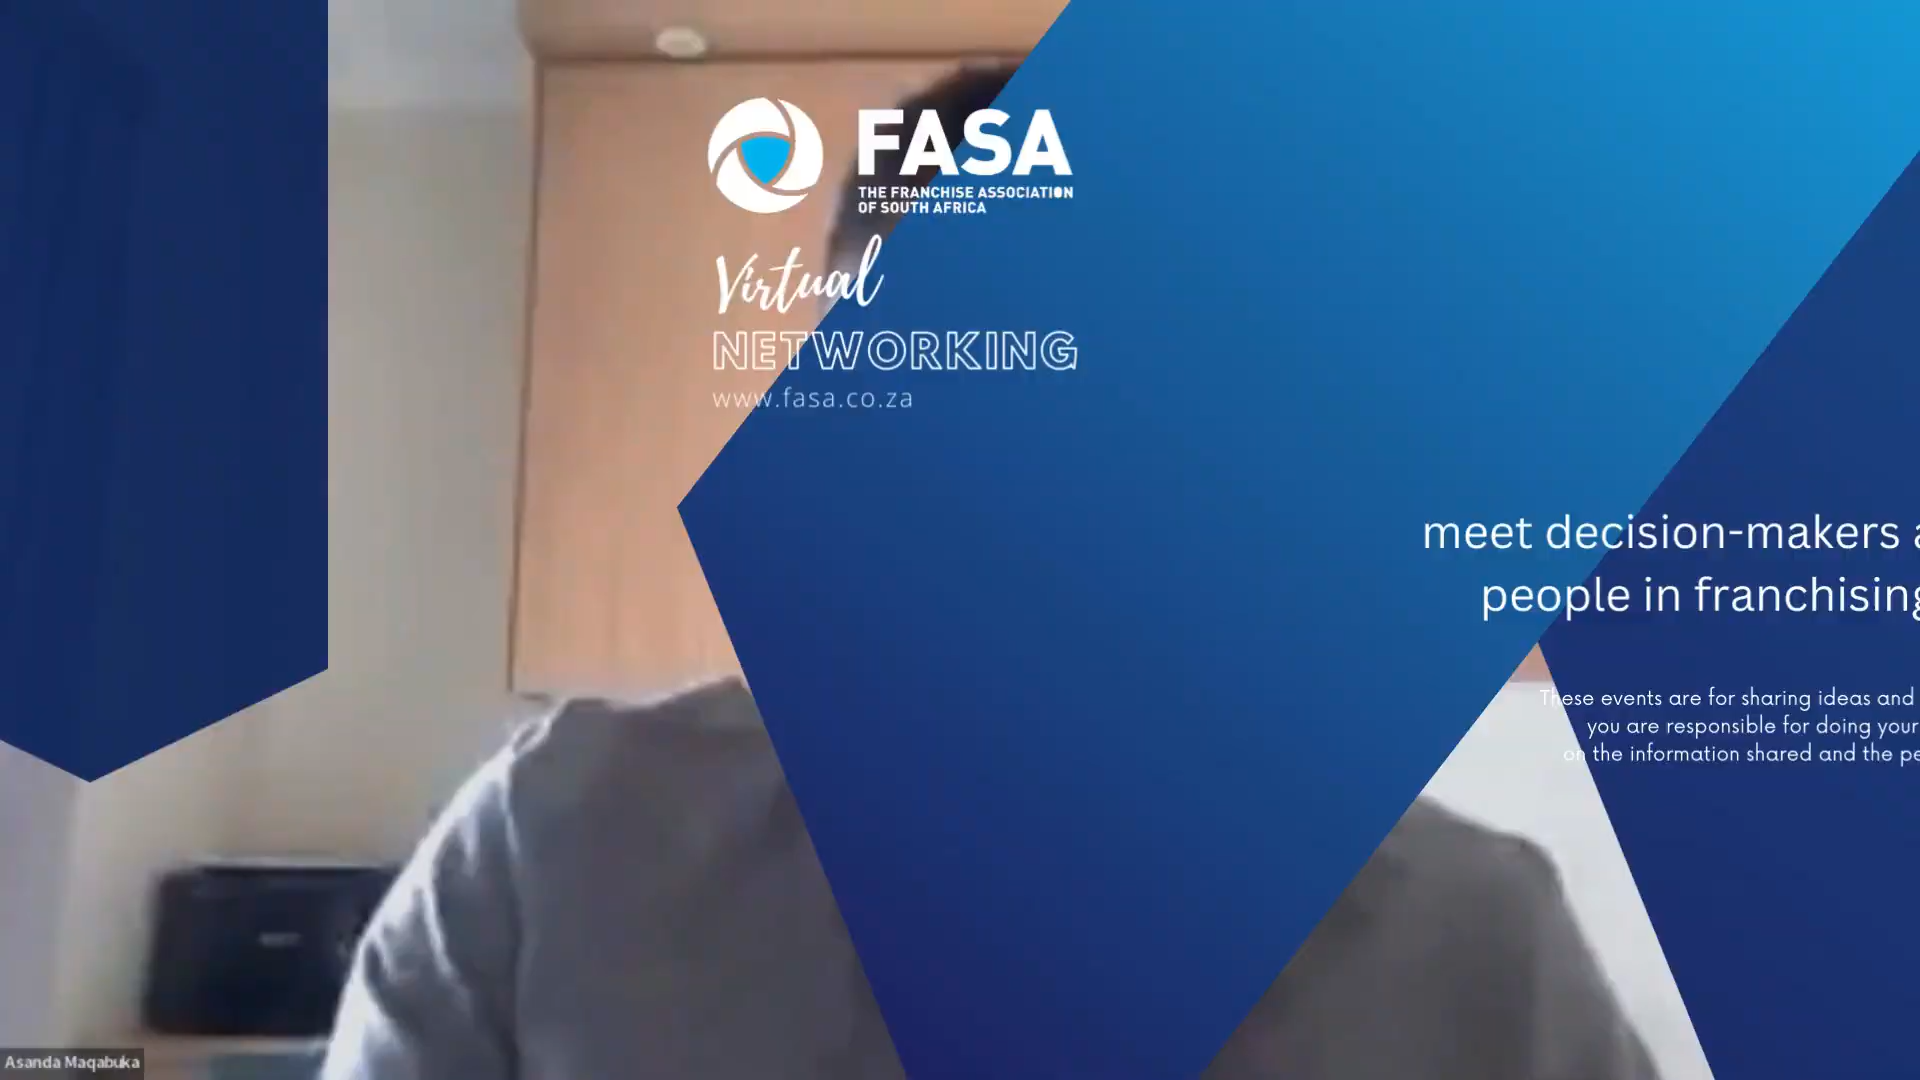 FASA
THE FRANCHISE ASSOCIATION
OF SOUTH AFRICA
Virtual
NETWORKING
www.fasa.co.za
meet decision-makers
people in franchising
These events are for sharing ideas and
you are responsible for doing your
on the information shared and the
Asanda Maqabuka